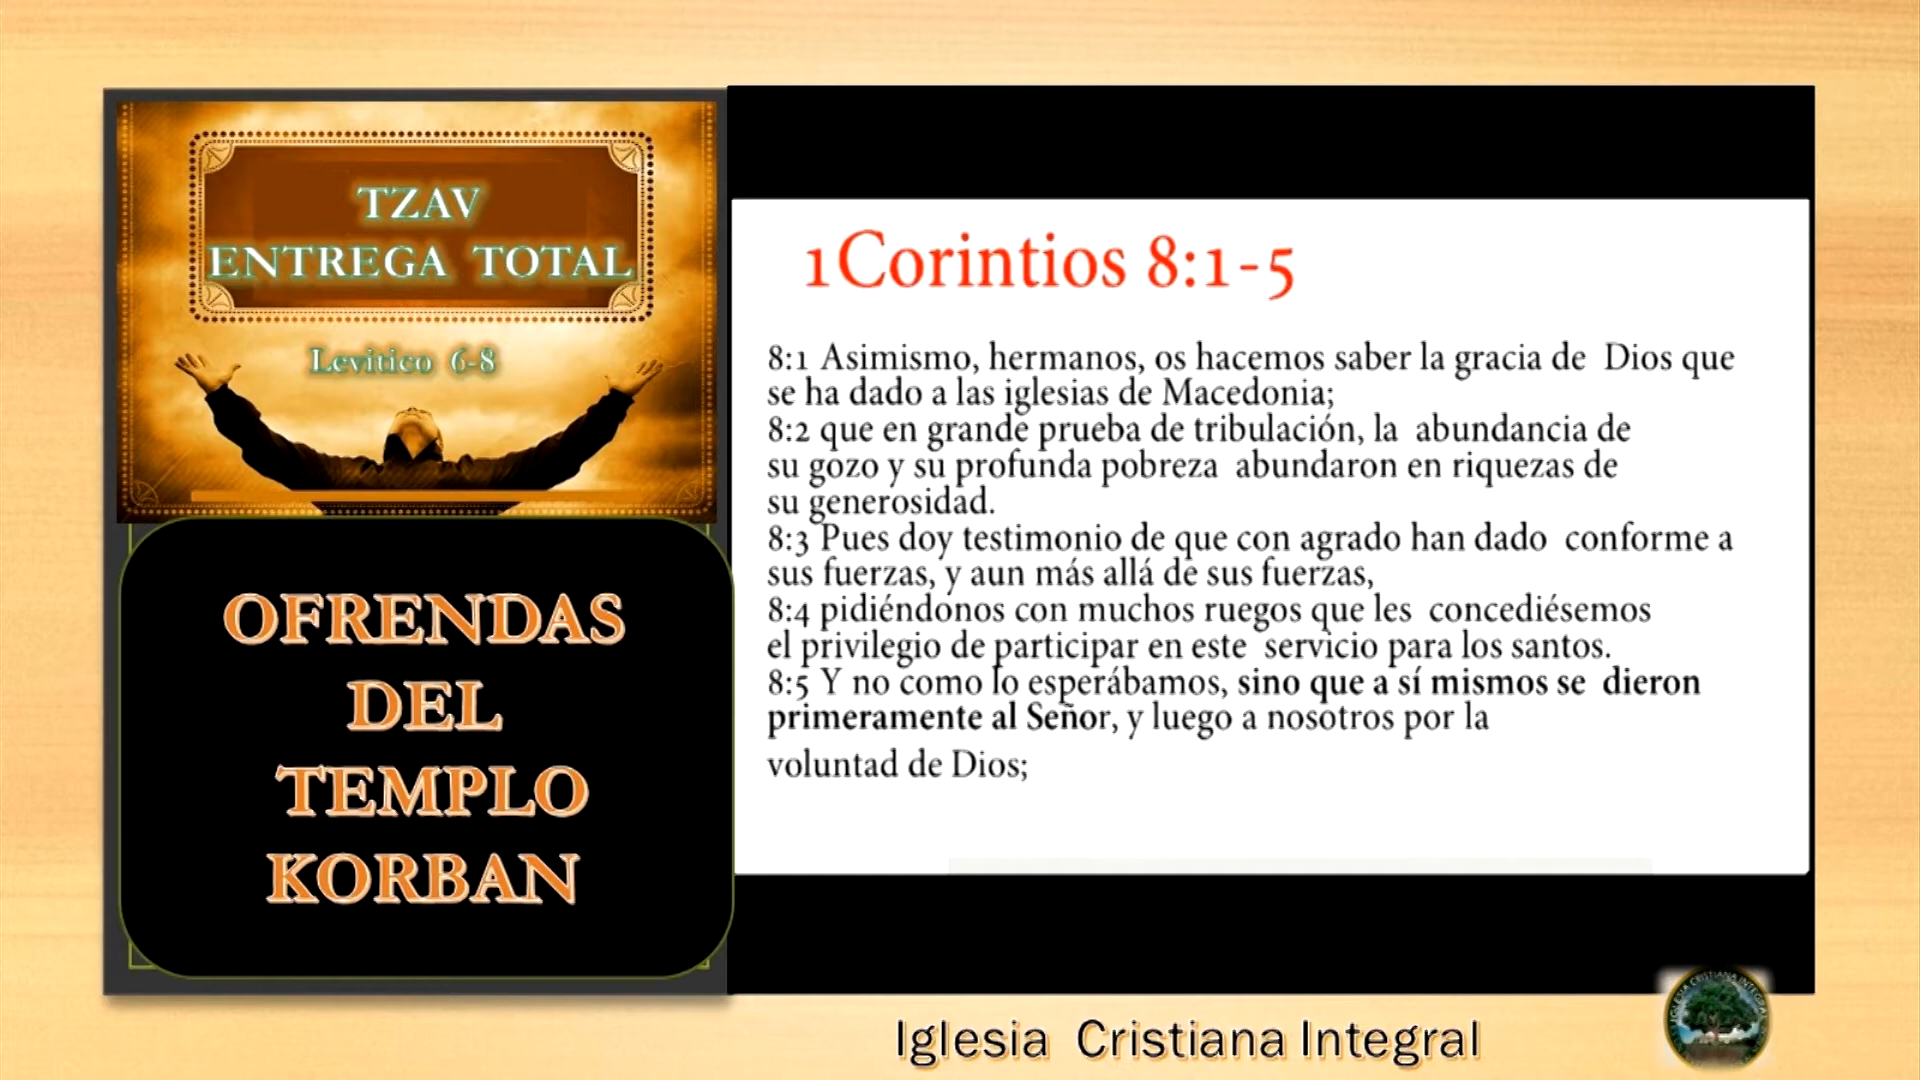 TZAV
ENTREGA TOTAL
Levitico 6-8
OFRENDAS
DEL
TEMPLO
KORBAN
1Corintios 8:1-5
8:1 Asimismo, hermanos, os hacemos saber la gracia de Dios que
se ha dado a las iglesias de Macedonia;
8:2 que en grande prueba de tribulación, la abundancia de
su gozo y su profunda pobreza abundaron en riquezas de
su generosidad.
8:3 Pues doy testimonio de que con agrado han dado conforme a
sus fuerzas, y aun más allá de sus fuerzas,
8:4 pidiéndonos con muchos ruegos que les concediésemos
el privilegio de participar en este servicio para los santos.
8:5 Y no como lo esperábamos, sino que a sí mismos se dieron
primeramente al Señor, y luego a nosotros por la
voluntad de Dios;
Iglesia Cristiana Integral
IGLESIA CRISTIANA INTEGRAL